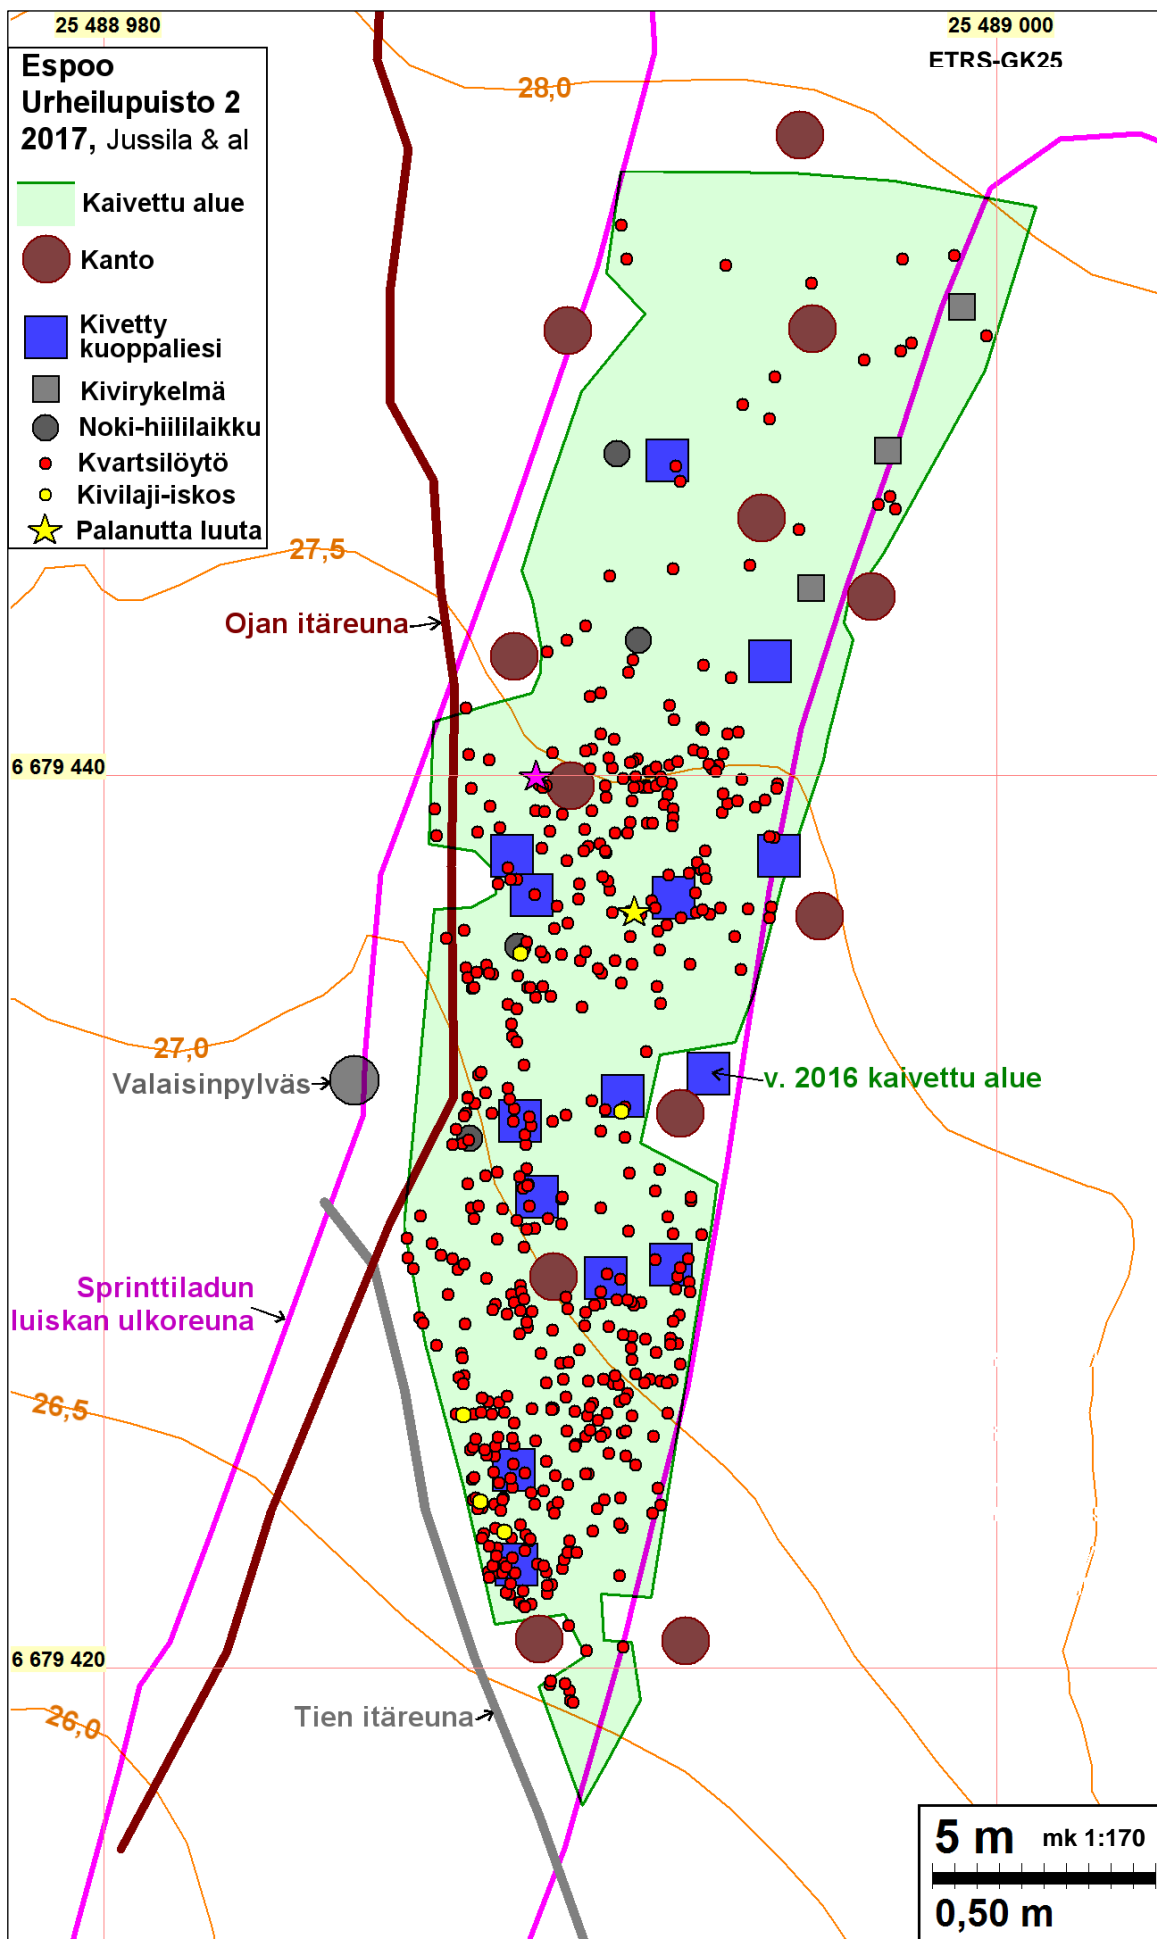 25 488 980
25 489 000
ETRS-GK25
Espoo
Urheilupuisto 2
2017, Jussila & al
Kaivettu alue
Kanto
Kivetty
kuoppaliesi
Kivirykelmä
Noki-hiililaikku
Kvartsilöytö
Kivilaji-iskos
Palanutta luuta
28,0
27,5
Ojan itäreuna
6 679 440
27,0
Valaisinpylväs
v. 2016 kaivettu alue
Sprinttiladun
luiskan ulkoreuna
26,5
6 679 420
26,0
Tien itäreuna
5 m mk 1:170
0,50 m